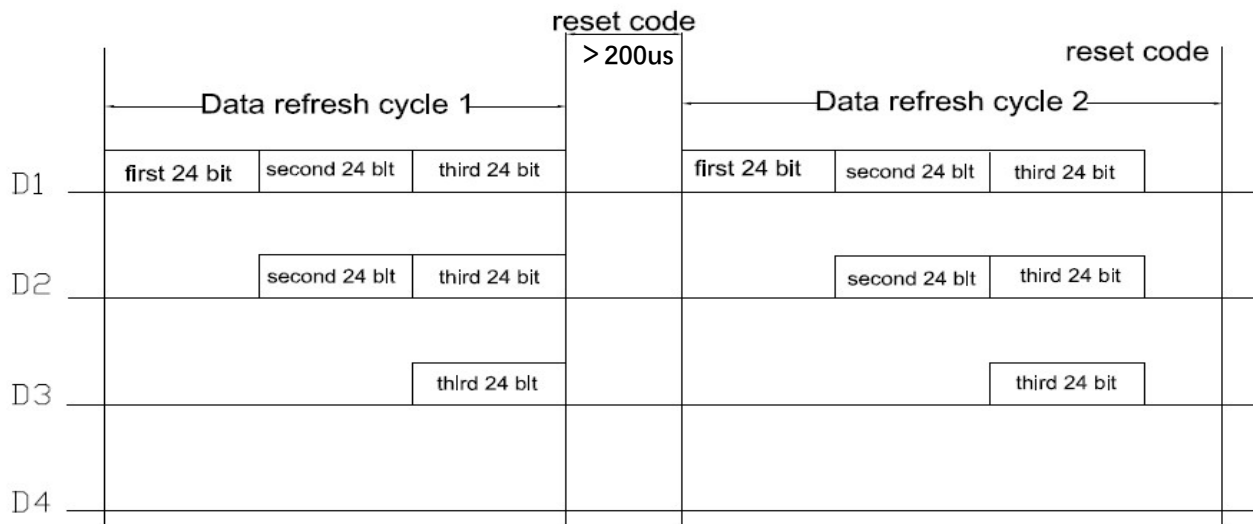 reset code
> 200us
reset code
Data refresh cycle 1
Data refresh cycle 2
D1 first 24 bit second 24 blt third 24 bit first 24 bit second 24 blt third 24 bit
D2 second 24 blt third 24 bit second 24 blt third 24 bit
D3 thlrd 24 blt third 24 bit
D4